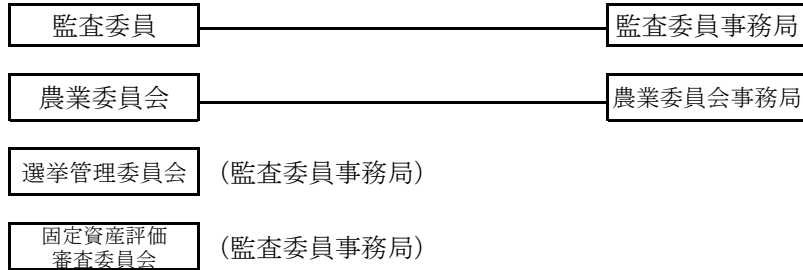 監査委員
監査委員事務局
農業委員会
農業委員会事務局
選挙管理委員会
（監査委員事務局）
固定資産評価
審査委員会
（監査委員事務局）